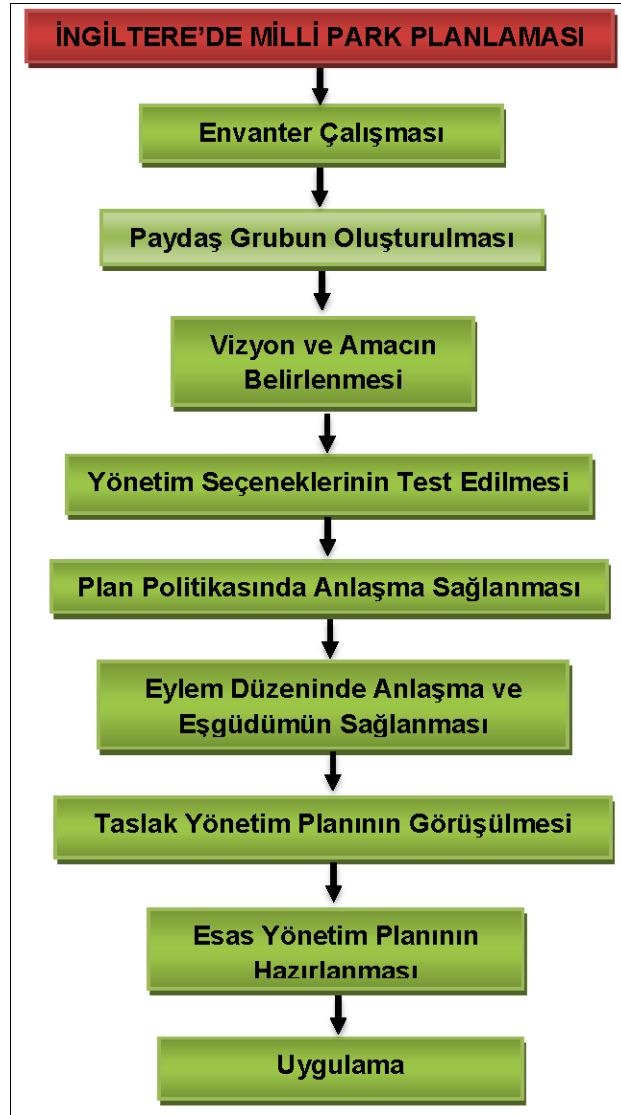 İNGİLTERE’DE MİLLİ PARK PLANLAMASI
Envanter Çalışması
Paydaş Grubun Oluşturulması
Vizyon ve Amacın
Belirlenmesi
Yönetim Seçeneklerinin Test Edilmesi
Plan Politikasında Anlaşma Sağlanması
Eylem Düzeninde Anlaşma ve
Eşgüdümün Sağlanması
Taslak Yönetim Planının Görüşülmesi
Esas Yönetim Planının
Hazırlanması
Uygulama